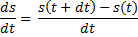 ds/dt = (s(t + dt) − s(t))/dt